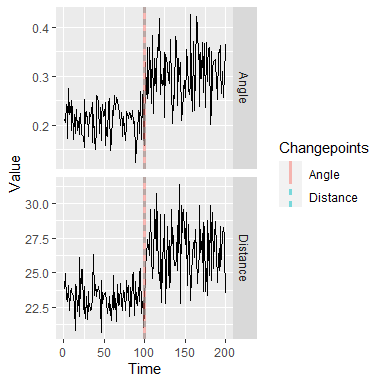 0.4
0.3
0.2
Angle
Value
30.0
27.5
25.0
22.5
Distance
0
50
100
150
200
Time
Changepoints
Angle
Distance